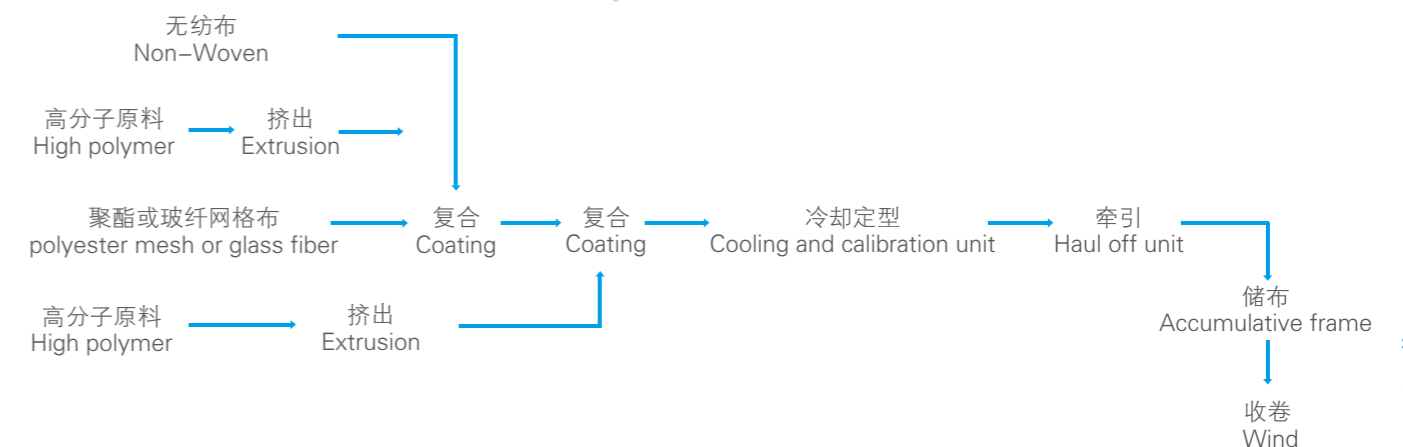 无纺布
Non-Woven
高分子原料
High polymer
挤出
Extrusion
聚酯或玻纤网格布
polyester mesh or glass fiber
复合
Coating
复合
Coating
冷却定型
Cooling and calibration unit
牵引
Haul off unit
高分子原料
High polymer
挤出
Extrusion
储布
Accumulative frame
收卷
Wind